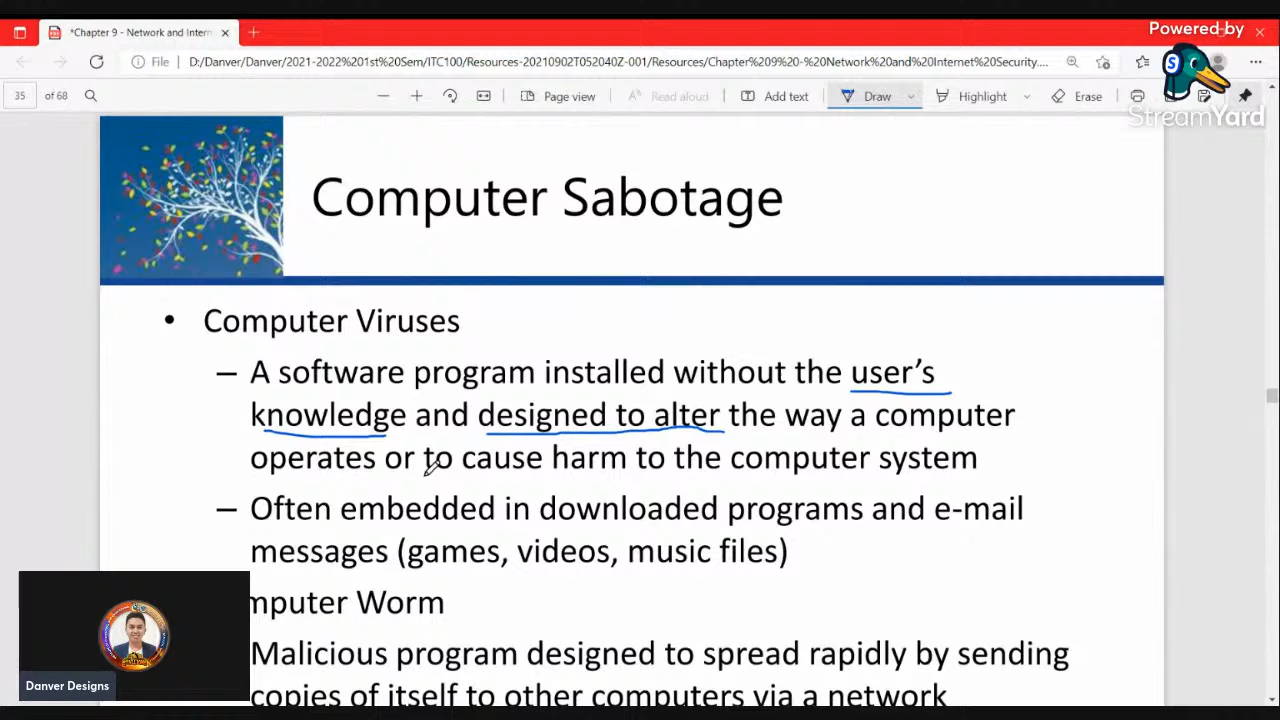 *Chapter 9 - Network and Intern
Powered by
File
D:/Danver/Danver/2021-2022%201st%20Sem/ITC100/Resources-20210902T052040Z-001/Resources/Chapter%209%20-%20Network%20and%20Internet%20Security....
35 of 68
Page view
Read aloud
Add text
Draw
Highlight
Erase
StreamYard
Computer Sabotage
• Computer Viruses
– A software program installed without the user’s
knowledge and designed to alter the way a computer
operates or to cause harm to the computer system
– Often embedded in downloaded programs and e-mail
messages (games, videos, music files)
mputer Worm
Malicious program designed to spread rapidly by sending
copies of itself to other computers via a network
Danver Designs